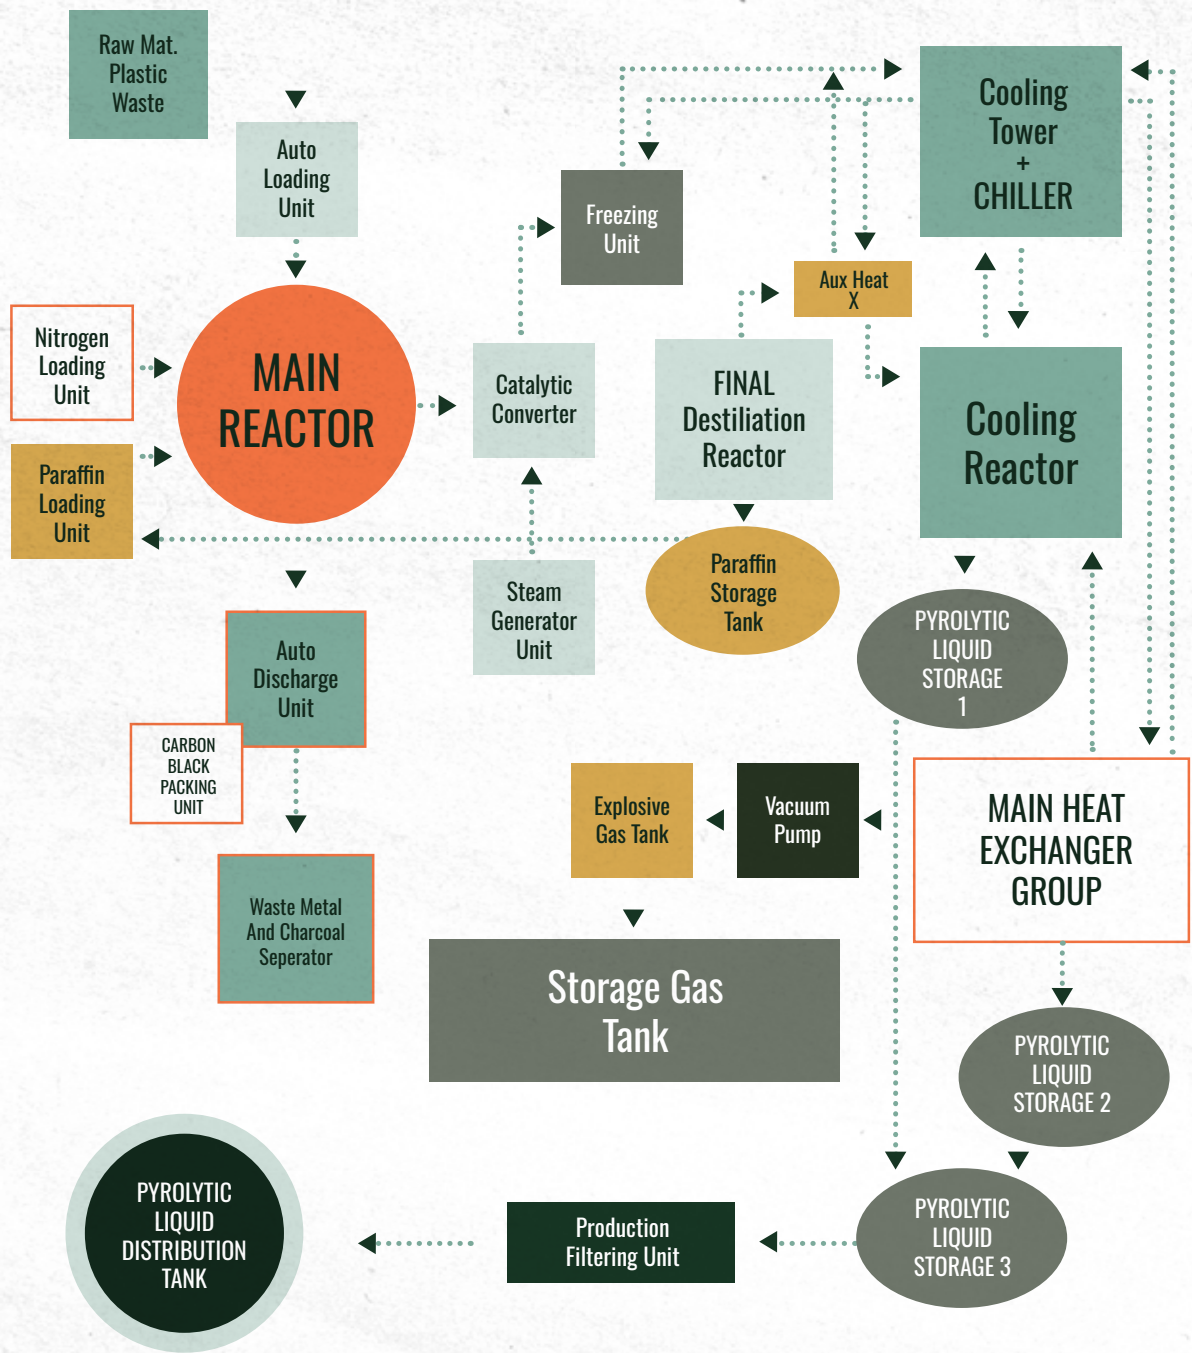 Raw Mat.
Plastic
Waste
Auto
Loading
Unit
Cooling
Tower
+
CHILLER
Freezing
Unit
Aux Heat
X
Nitrogen
Loading
Unit
MAIN
REACTOR
Catalytic
Converter
FINAL
Destiliation
Reactor
Cooling
Reactor
Paraffin
Loading
Unit
Steam
Generator
Unit
Paraffin
Storage
Tank
PYROLYTIC
LIQUID
STORAGE
1
Auto
Discharge
Unit
CARBON
BLACK
PACKING
UNIT
Explosive
Gas Tank
Vacuum
Pump
MAIN HEAT
EXCHANGER
GROUP
Waste Metal
And Charcoal
Seperator
Storage Gas
Tank
PYROLYTIC
LIQUID
STORAGE 2
PYROLYTIC
LIQUID
DISTRIBUTION
TANK
Production
Filtering Unit
PYROLYTIC
LIQUID
STORAGE 3